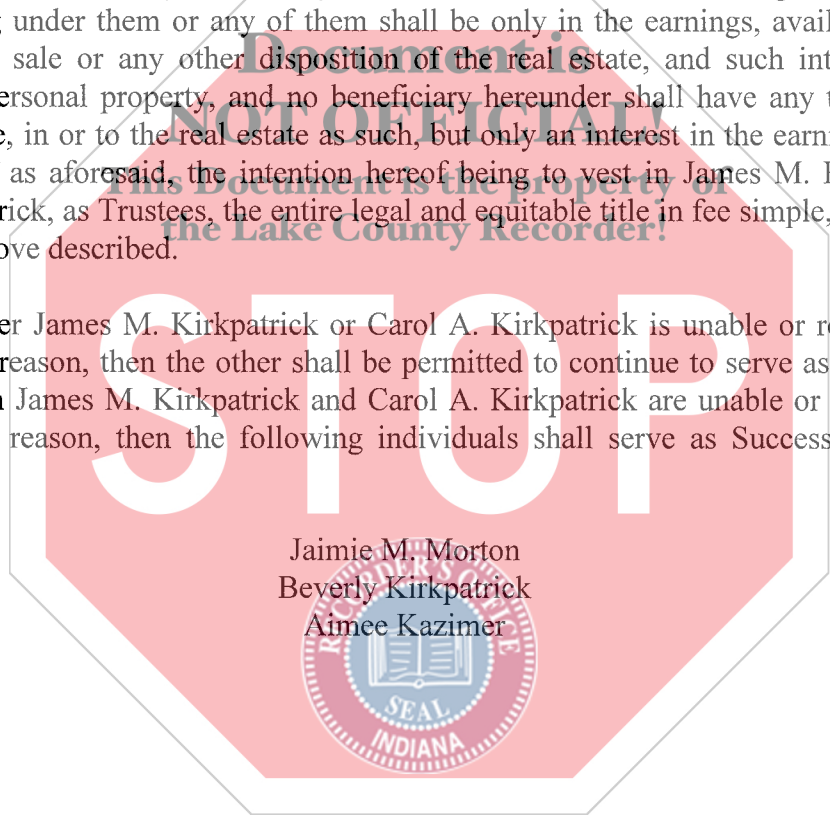 under them or any of them shall be only in the earnings, avail
sale or any other disposition of the real estate, and such int
ersonal property, and no beneficiary hereunder shall have any t
e, in or to the real estate as such, but only an interest in the earni
as aforesaid, the intention hereof being to vest in James M.
rick, as Trustees, the entire legal and equitable title in fee simple,
ove described.
Document is
NOT OFFICIAL!
This Document is the property of
the Lake County Recorder!
er James M. Kirkpatrick or Carol A. Kirkpatrick is unable or re
reason, then the other shall be permitted to continue to serve as
James M. Kirkpatrick and Carol A. Kirkpatrick are unable or
reason, then the following individuals shall serve as Success
STOP
Jaimie M. Morton
Beverly Kirkpatrick
Aimee Kazimer
RECORDER'S OFFICE
SEAL
INDIANA